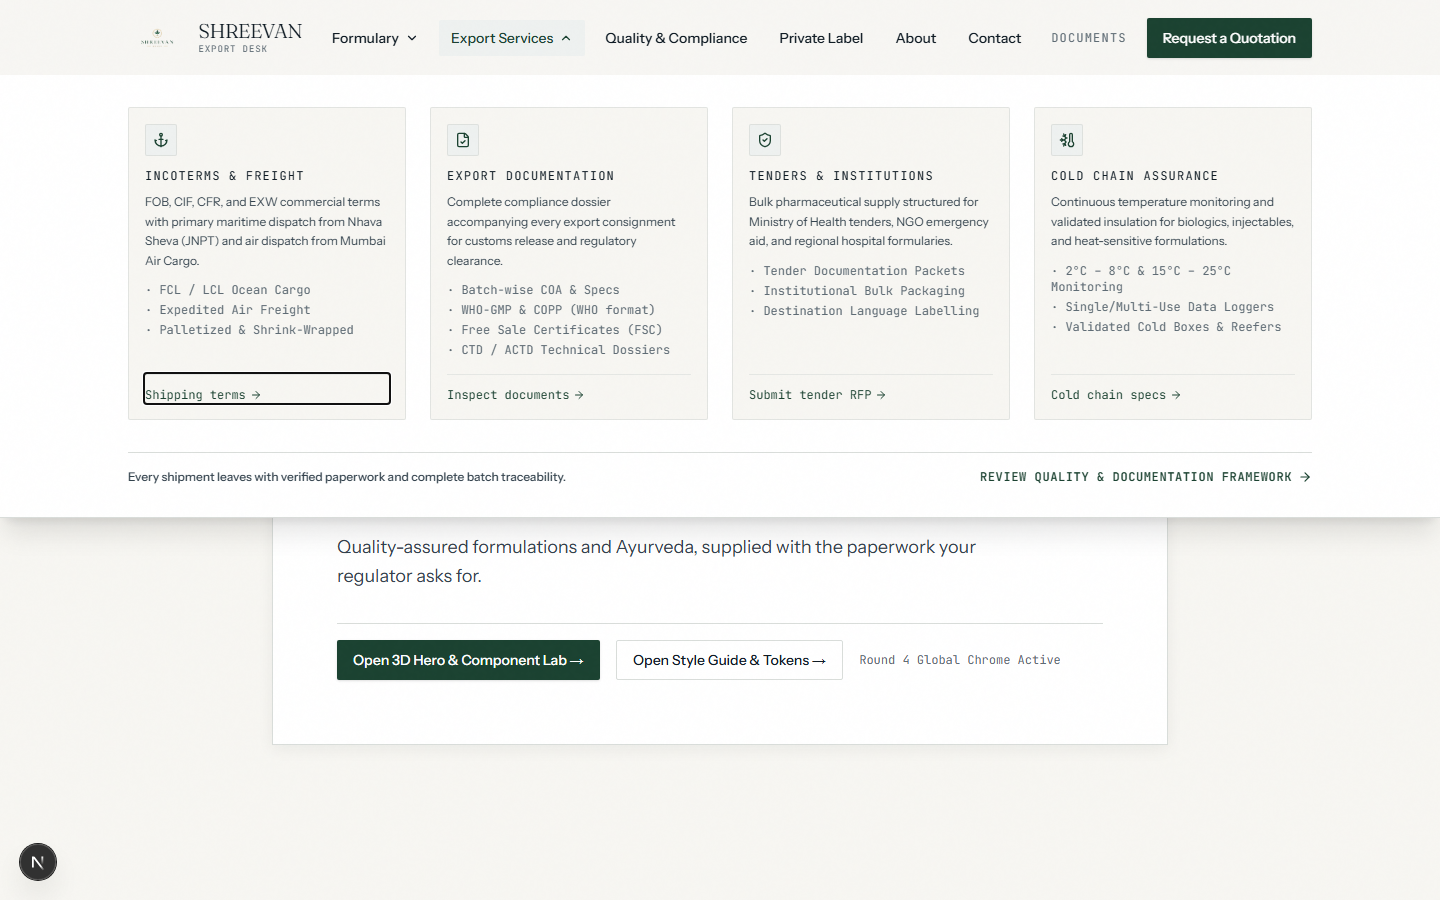 SHREEVAN
SHREEVAN
EXPORT DESK
Formulary
Export Services
Quality & Compliance
Private Label
About
Contact
DOCUMENTS
Request a Quotation
INCOTERMS & FREIGHT
FOB, CIF, CFR, and EXW commercial terms
with primary maritime dispatch from Nhava
Sheva (JNPT) and air dispatch from Mumbai
Air Cargo.
· FCL / LCL Ocean Cargo
· Expedited Air Freight
· Palletized & Shrink-Wrapped
Shipping terms →
EXPORT DOCUMENTATION
Complete compliance dossier
accompanying every export consignment
for customs release and regulatory
clearance.
· Batch-wise COA & Specs
· WHO-GMP & COPP (WHO format)
· Free Sale Certificates (FSC)
· CTD / ACTD Technical Dossiers
Inspect documents →
TENDERS & INSTITUTIONS
Bulk pharmaceutical supply structured for
Ministry of Health tenders, NGO emergency
aid, and regional hospital formularies.
· Tender Documentation Packets
· Institutional Bulk Packaging
· Destination Language Labelling
Submit tender RFP →
COLD CHAIN ASSURANCE
Continuous temperature monitoring and
validated insulation for biologics, injectables,
and heat-sensitive formulations.
· 2°C – 8°C & 15°C – 25°C
Monitoring
· Single/Multi-Use Data Loggers
· Validated Cold Boxes & Reefers
Cold chain specs →
Every shipment leaves with verified paperwork and complete batch traceability.
REVIEW QUALITY & DOCUMENTATION FRAMEWORK →
Quality-assured formulations and Ayurveda, supplied with the paperwork your
regulator asks for.
Open 3D Hero & Component Lab →
Open Style Guide & Tokens →
Round 4 Global Chrome Active
N